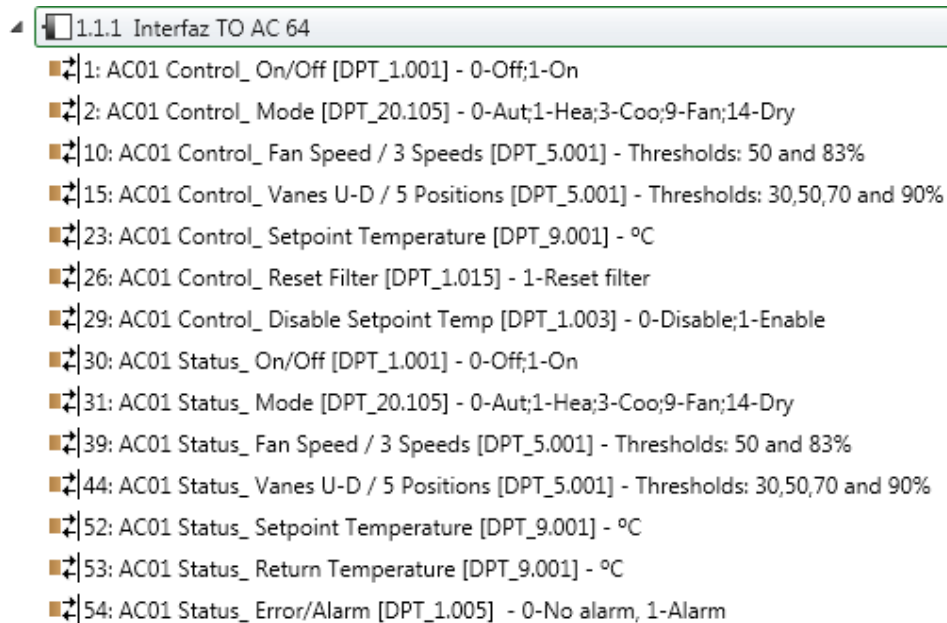 1.1.1 Interfaz TO AC 64
1: AC01 Control_ On/Off [DPT_1.001] - 0-Off;1-On
2: AC01 Control_ Mode [DPT_20.105] - 0-Aut;1-Hea;3-Coo;9-Fan;14-Dry
10: AC01 Control_ Fan Speed / 3 Speeds [DPT_5.001] - Thresholds: 50 and 83%
15: AC01 Control_ Vanes U-D / 5 Positions [DPT_5.001] - Thresholds: 30,50,70 and 90%
23: AC01 Control_ Setpoint Temperature [DPT_9.001] - ºC
26: AC01 Control_ Reset Filter [DPT_1.015] - 1-Reset filter
29: AC01 Control_ Disable Setpoint Temp [DPT_1.003] - 0-Disable;1-Enable
30: AC01 Status_ On/Off [DPT_1.001] - 0-Off;1-On
31: AC01 Status_ Mode [DPT_20.105] - 0-Aut;1-Hea;3-Coo;9-Fan;14-Dry
39: AC01 Status_ Fan Speed / 3 Speeds [DPT_5.001] - Thresholds: 50 and 83%
44: AC01 Status_ Vanes U-D / 5 Positions [DPT_5.001] - Thresholds: 30,50,70 and 90%
52: AC01 Status_ Setpoint Temperature [DPT_9.001] - ºC
53: AC01 Status_ Return Temperature [DPT_9.001] - ºC
54: AC01 Status_ Error/Alarm [DPT_1.005] - 0-No alarm, 1-Alarm